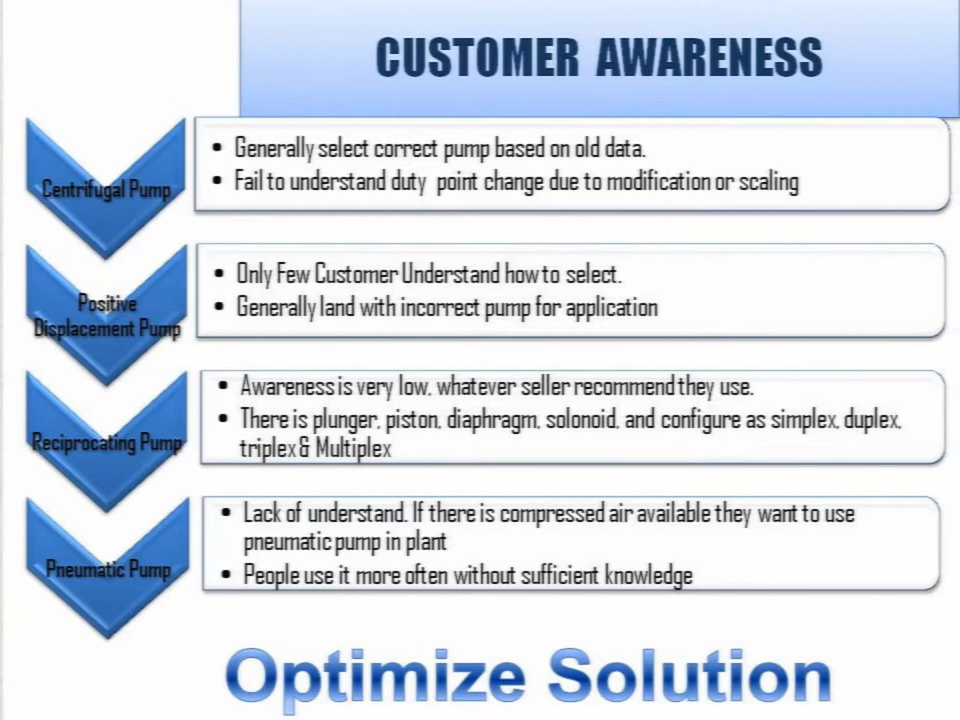 CUSTOMER AWARENESS
Centrifugal Pump
• Generally select correct pump based on old data.
• Fail to understand duty point change due to modification or scaling
Positive
Displacement Pump
• Only Few Customer Understand how to select.
• Generally land with incorrect pump for application
Reciprocating Pump
• Awareness is very low, whatever seller recommend they use.
• There is plunger, piston, diaphragm, solonoid, and configure as simplex, duplex,
triplex & Multiplex
Pneumatic Pump
• Lack of understand. If there is compressed air available they want to use
pneumatic pump in plant
• People use it more often without sufficient knowledge
Optimize Solution